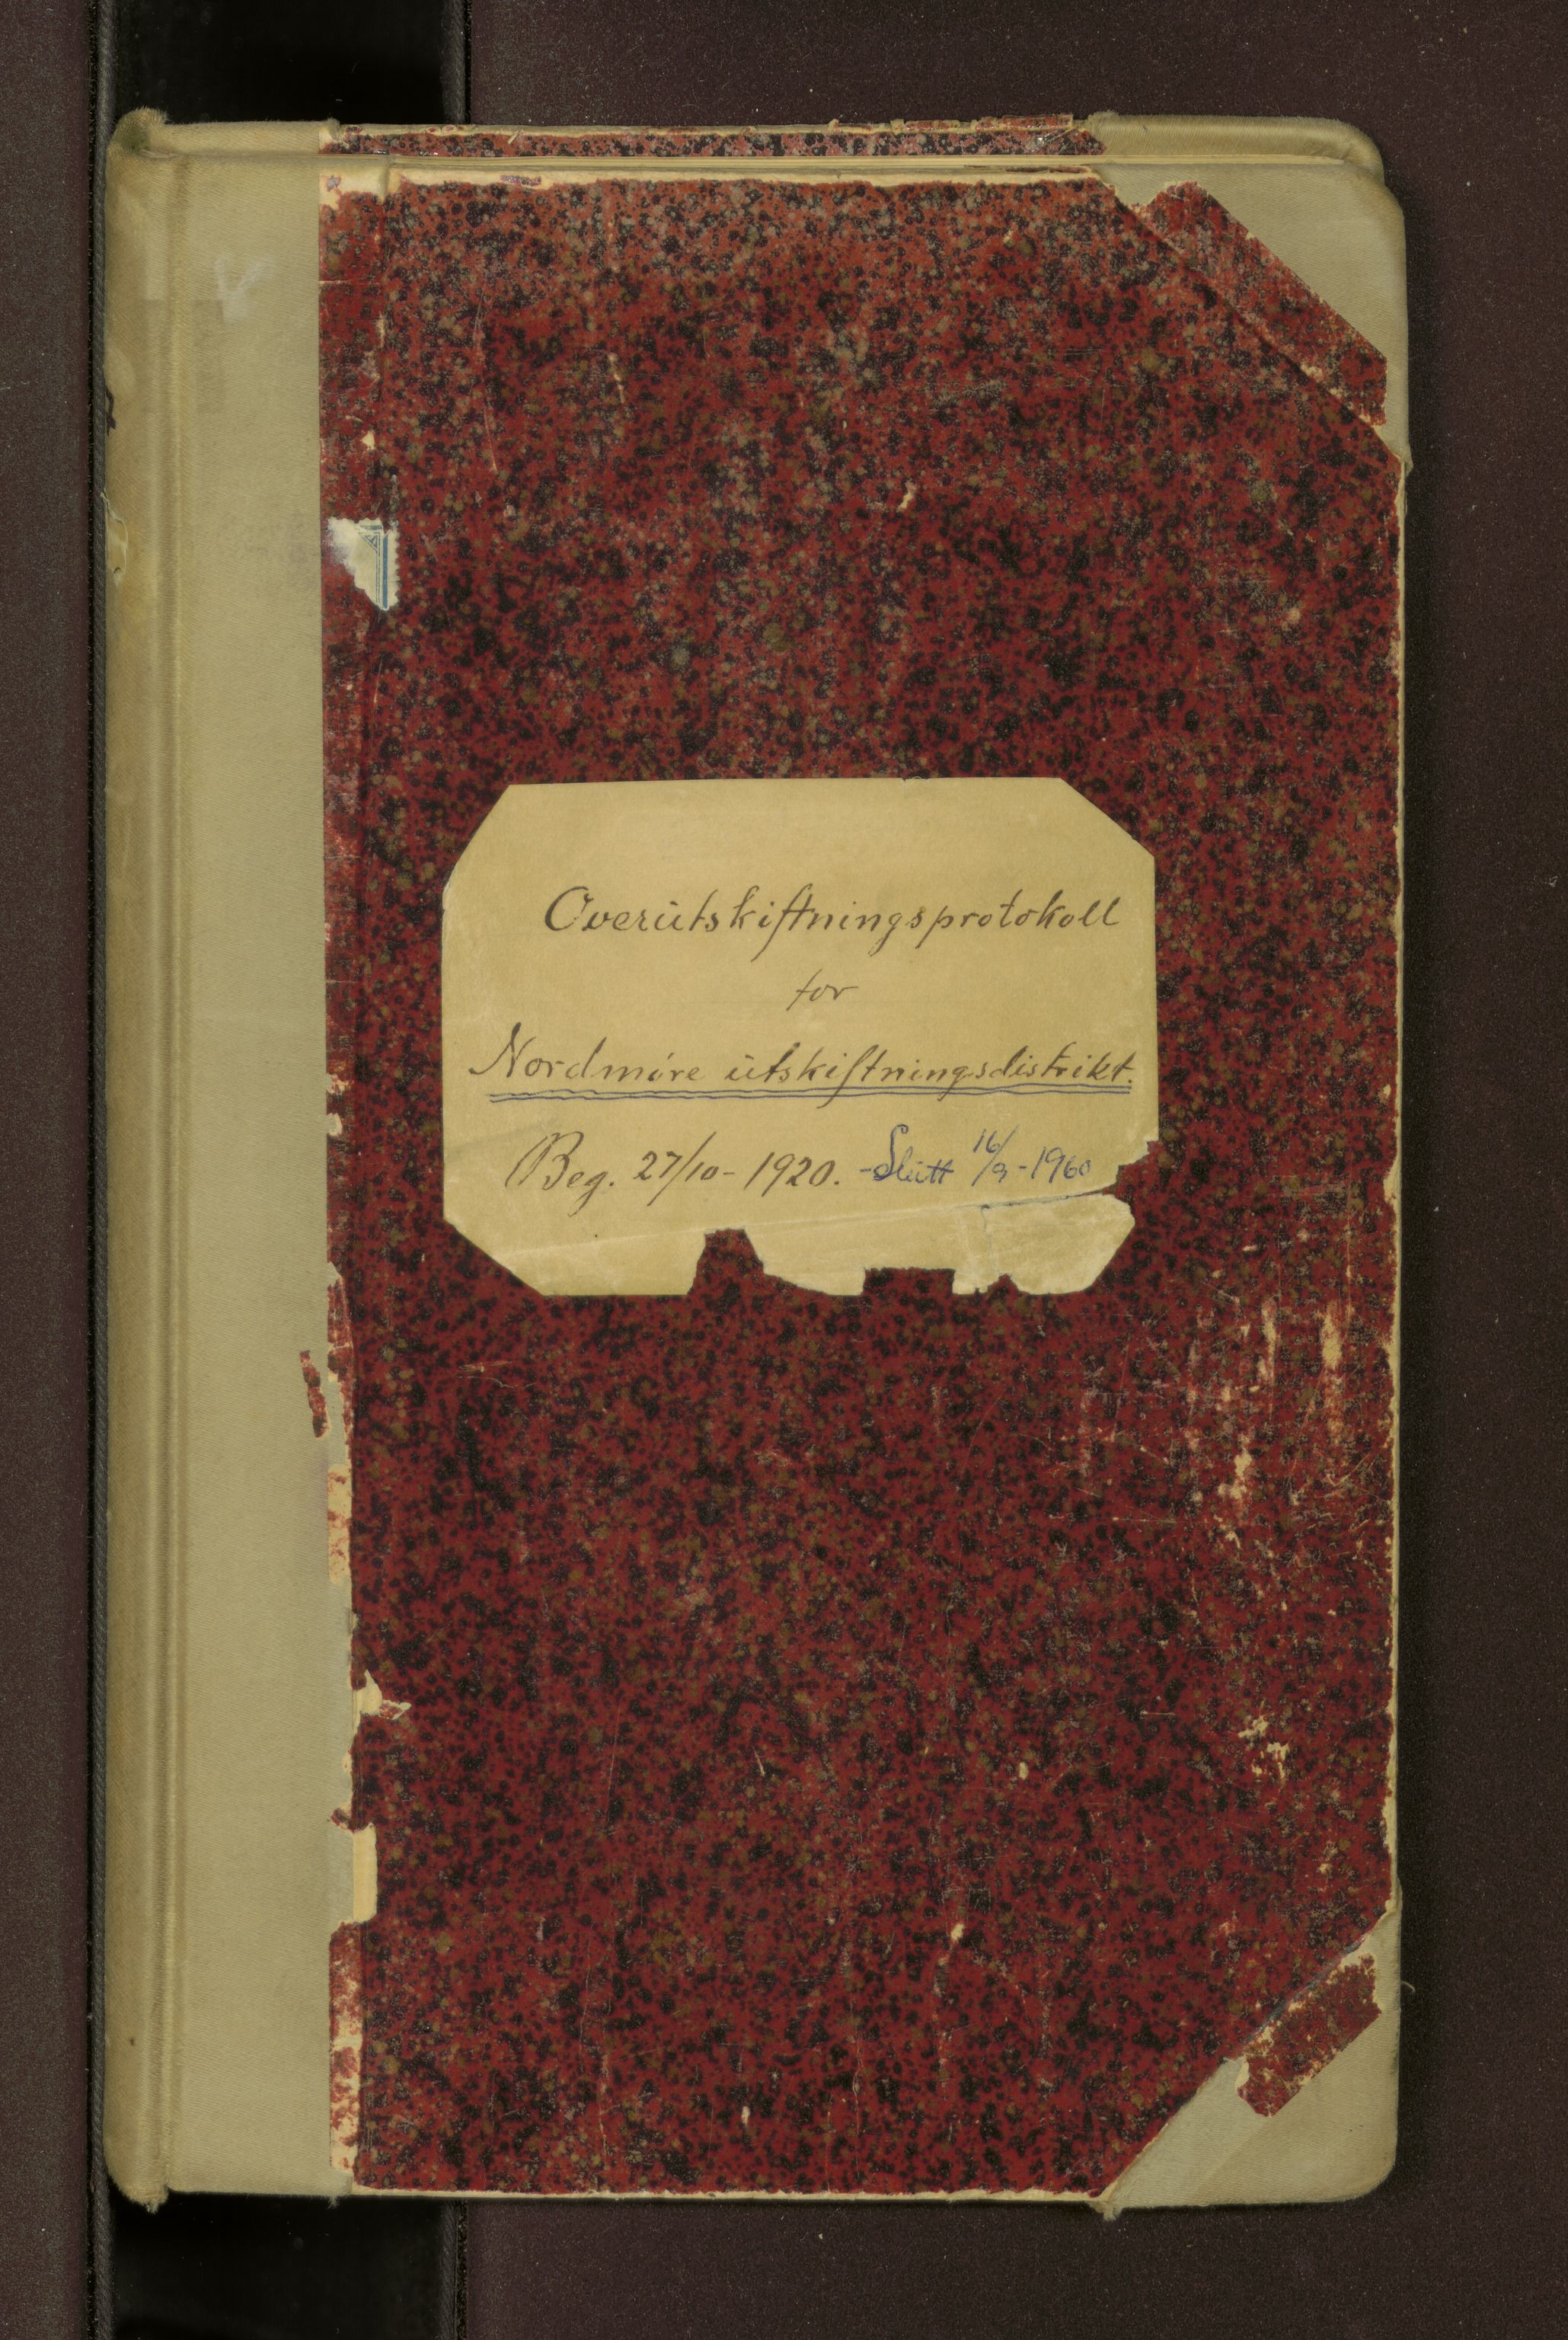 Overutskiftningsprotokoll
for
Nordmøre utskiftningsdistrikt.
Beg. 27/10 - 1920. - Slutt 16/9 - 1960